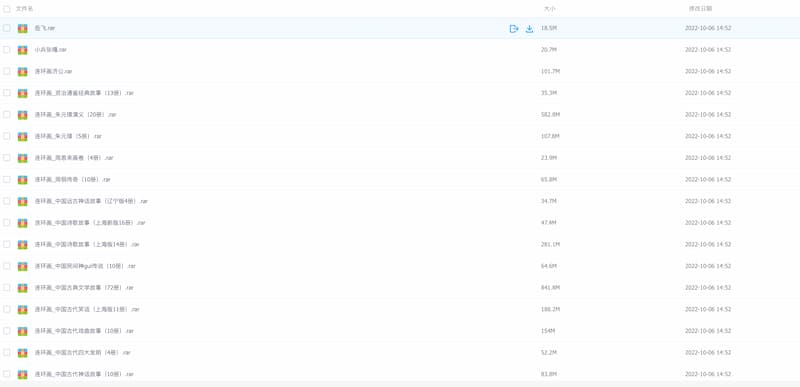 文件名 大小 修改日期
岳飞.rar 18.5M 2022-10-06 14:52
小兵张嘎.rar 20.7M 2022-10-06 14:52
连环画济公.rar 101.7M 2022-10-06 14:52
连环画_资治通鉴经典故事（13册）.rar 35.3M 2022-10-06 14:52
连环画_朱元璋演义（20册）.rar 582.8M 2022-10-06 14:52
连环画_朱元璋（5册）.rar 107.6M 2022-10-06 14:52
连环画_周恩来画卷（4册）.rar 23.9M 2022-10-06 14:52
连环画_周侗传奇（10册）.rar 65.8M 2022-10-06 14:52
连环画_中国远古神话故事（辽宁版4册）.rar 34.7M 2022-10-06 14:52
连环画_中国诗歌故事（上海新版16册）.rar 47.4M 2022-10-06 14:52
连环画_中国诗歌故事（上海版14册）.rar 281.1M 2022-10-06 14:52
连环画_中国民间神gui传说（10册）.rar 64.6M 2022-10-06 14:52
连环画_中国古典文学故事（72册）.rar 841.8M 2022-10-06 14:52
连环画_中国古代笑话（上海版11册）.rar 188.2M 2022-10-06 14:52
连环画_中国古代戏曲故事（10册）.rar 154M 2022-10-06 14:52
连环画_中国古代四大发明（4册）.rar 52.2M 2022-10-06 14:52
连环画_中国古代神话故事（10册）.rar 83.8M 2022-10-06 14:52